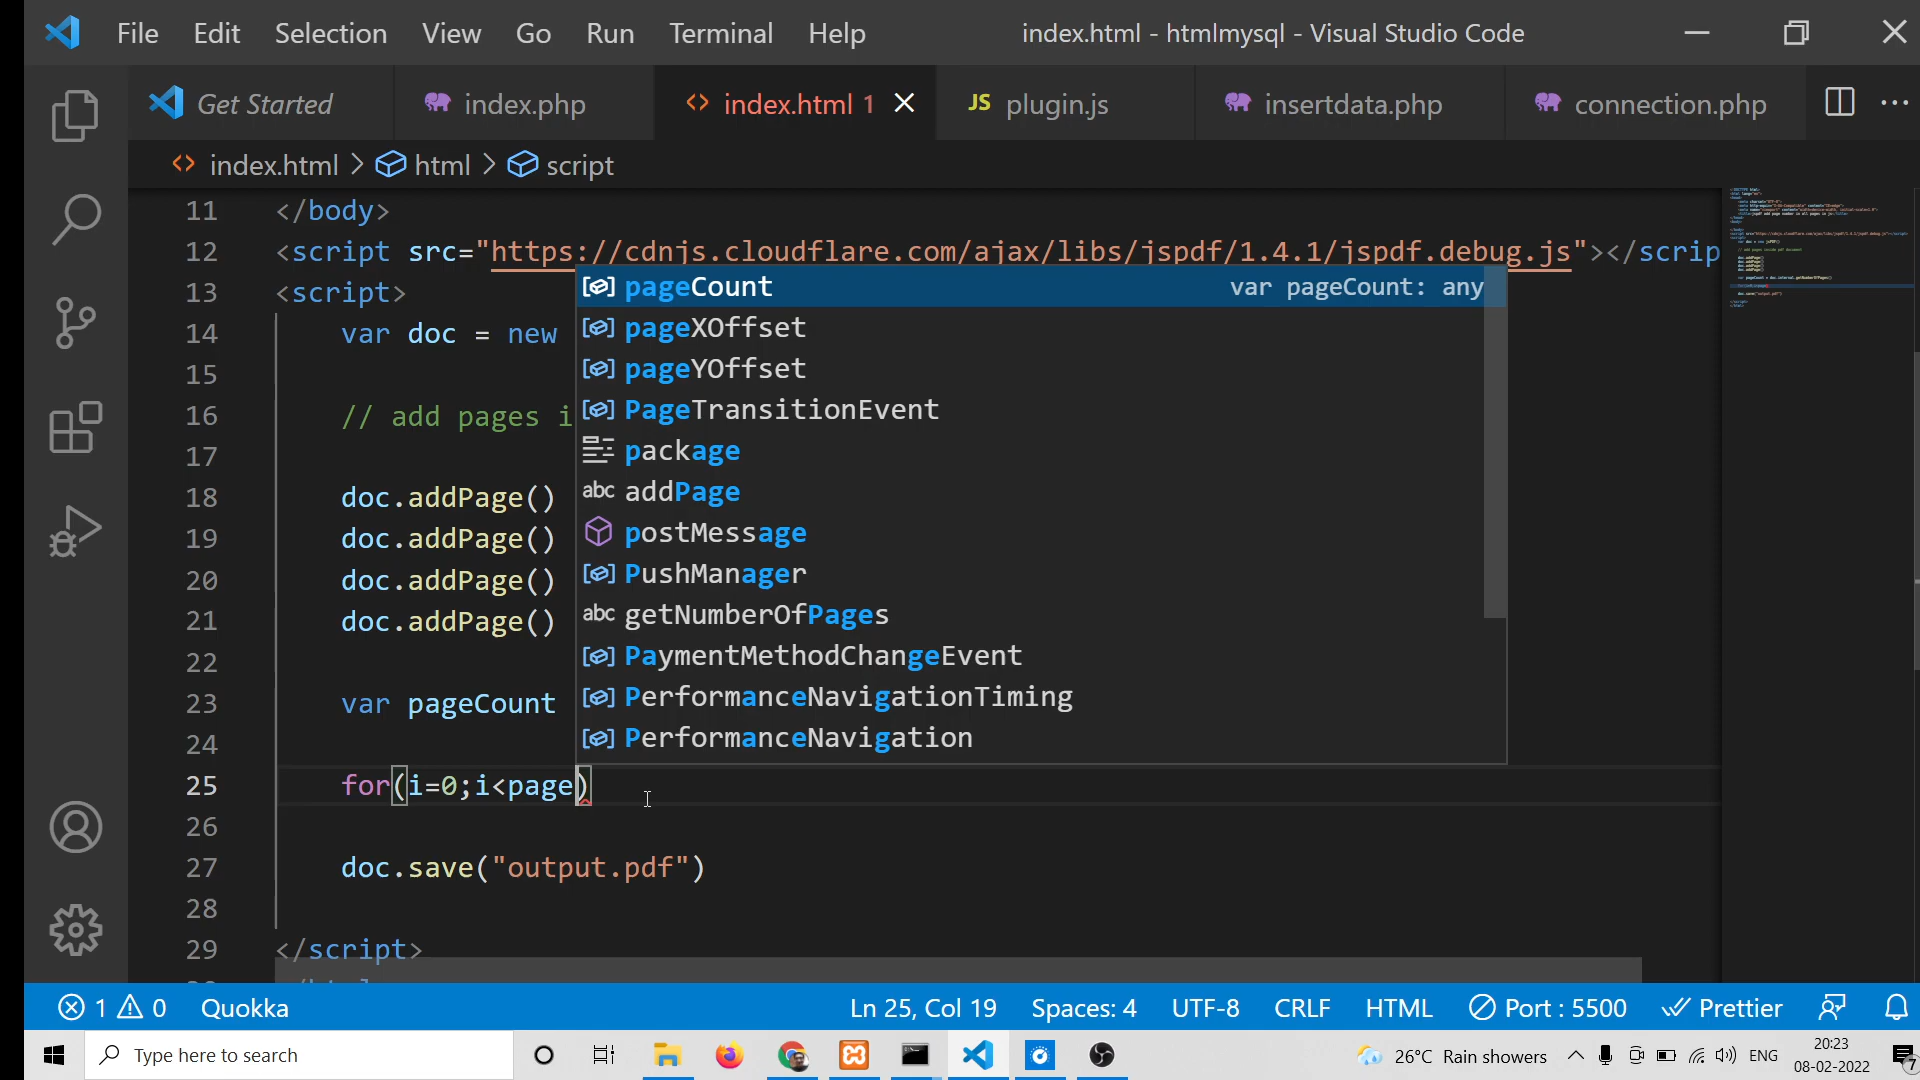 File Edit Selection View Go Run Terminal Help index.html - htmlmysql - Visual Studio Code
Get Started index.php index.html 1 JS plugin.js insertdata.php connection.php ...
index.html > html > script
11 </body>
12 <script src="https://cdnjs.cloudflare.com/ajax/libs/jspdf/1.4.1/jspdf.debug.js"></scrip
13 <script>
14 var doc = new
15
16 // add pages i
17
18 doc.addPage()
19 doc.addPage()
20 doc.addPage()
21 doc.addPage()
22
23 var pageCount
24
25 for(i=0;i<page)
26
27 doc.save("output.pdf")
28
29 </script>
pageCount var pageCount: any
pageXOffset
pageYOffset
PageTransitionEvent
package
abc addPage
postMessage
PushManager
abc getNumberOfPages
PaymentMethodChangeEvent
PerformanceNavigationTiming
PerformanceNavigation
1 0 Quokka Ln 25, Col 19 Spaces: 4 UTF-8 CRLF HTML Port : 5500 Prettier
Type here to search 26°C Rain showers ENG 20:23
08-02-2022 7